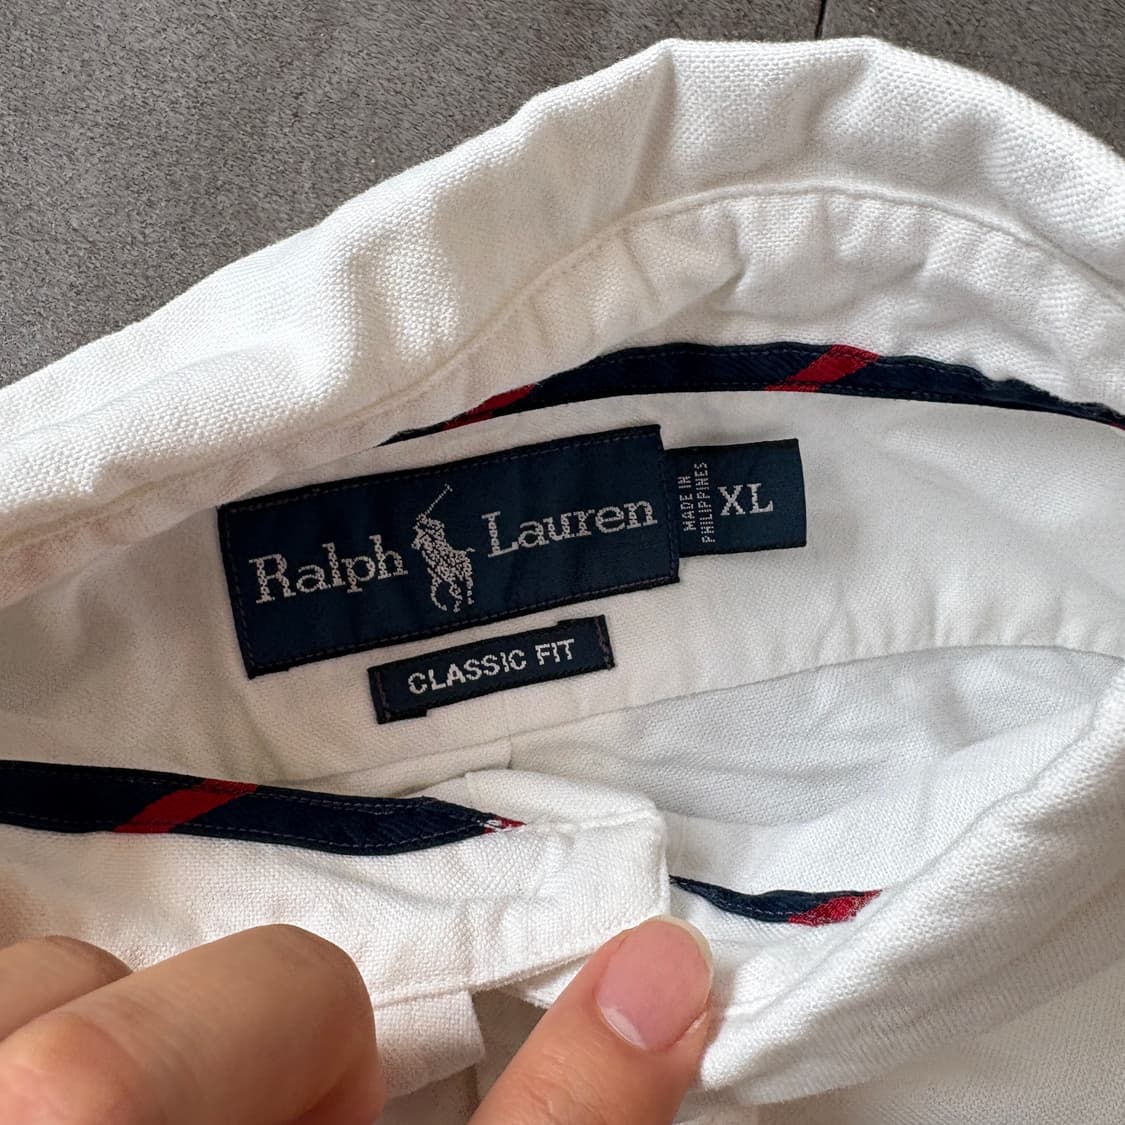 Ralph Lauren
MADE IN
PHILIPPINES
XL
CLASSIC FIT